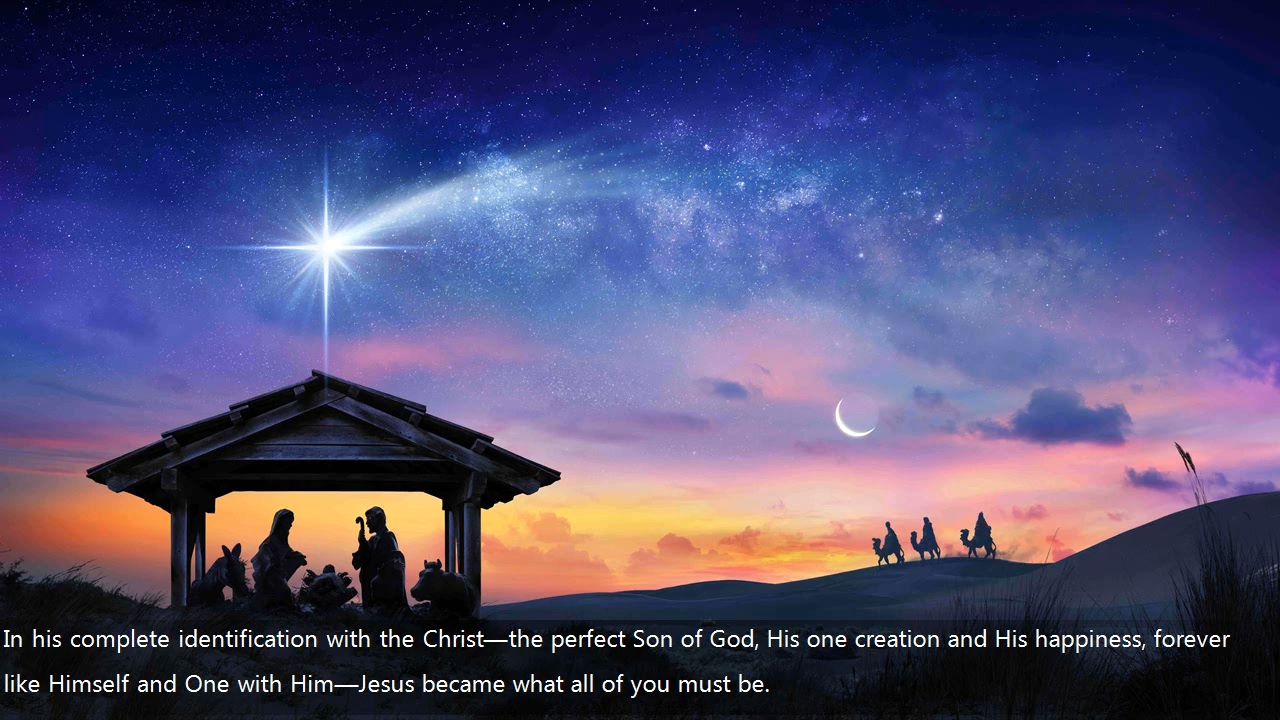 In his complete identification with the Christ—the perfect Son of God, His one creation and His happiness, forever
like Himself and One with Him—Jesus became what all of you must be.